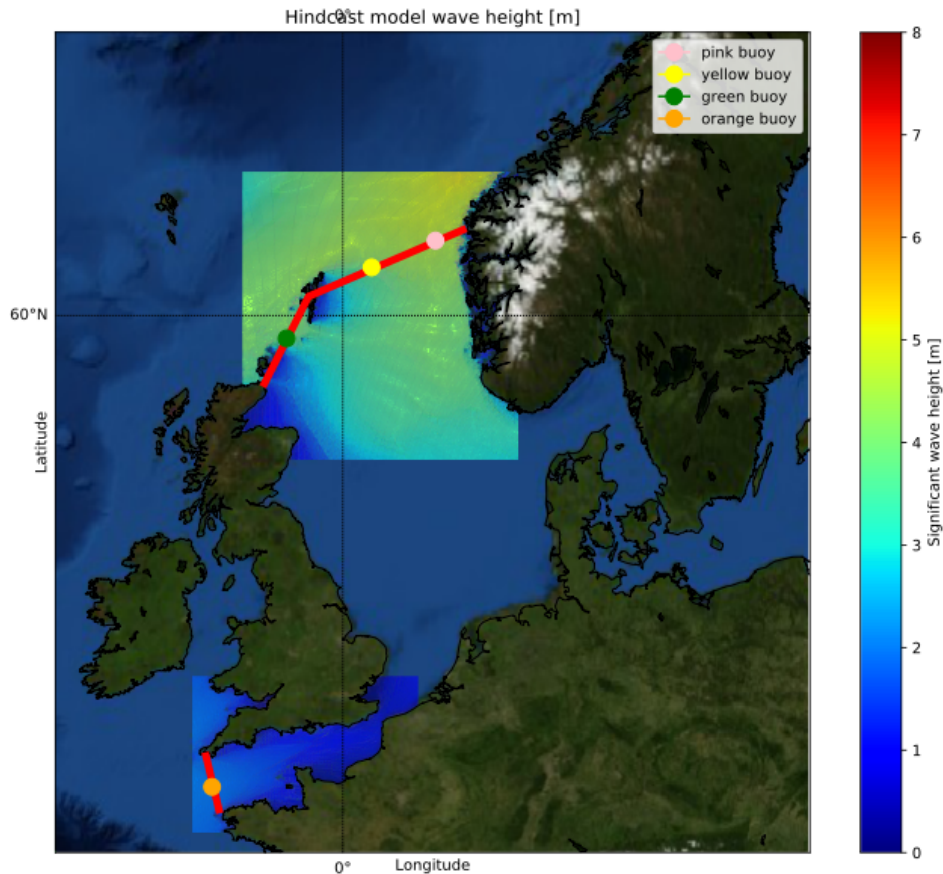 Hindcast model wave height [m]
0°
pink buoy
yellow buoy
green buoy
orange buoy
60°N
Latitude
0°
Longitude
8
7
6
5
4
3
2
1
0
Significant wave height [m]